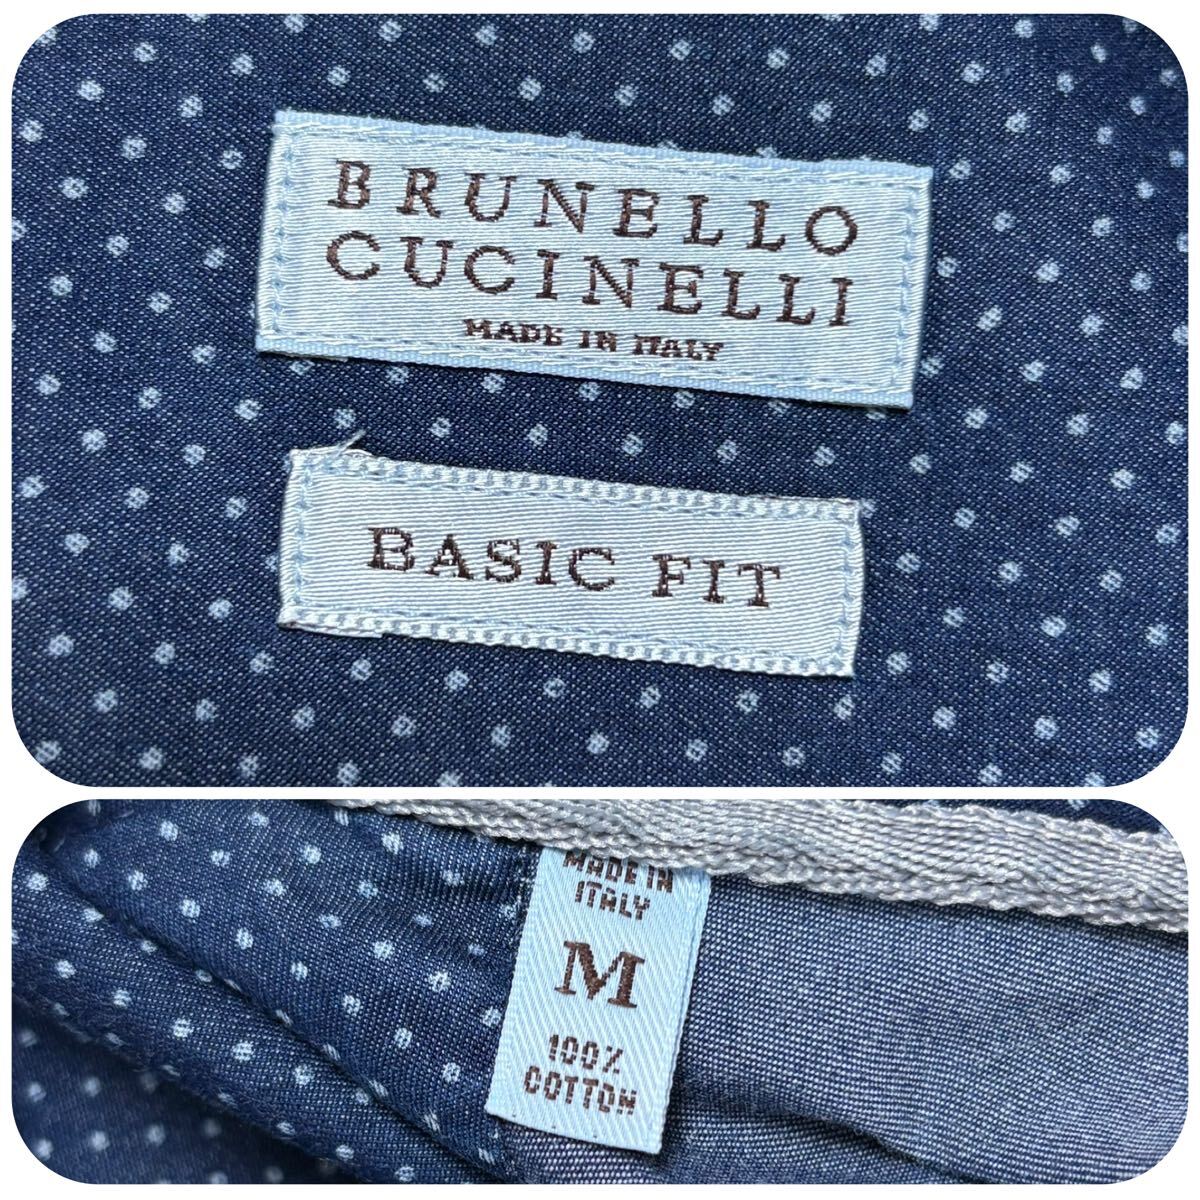 BRUNELLO
CUCINELLI
MADE IN ITALY
BASIC FIT
MADE IN
ITALY
M
100%
COTTON